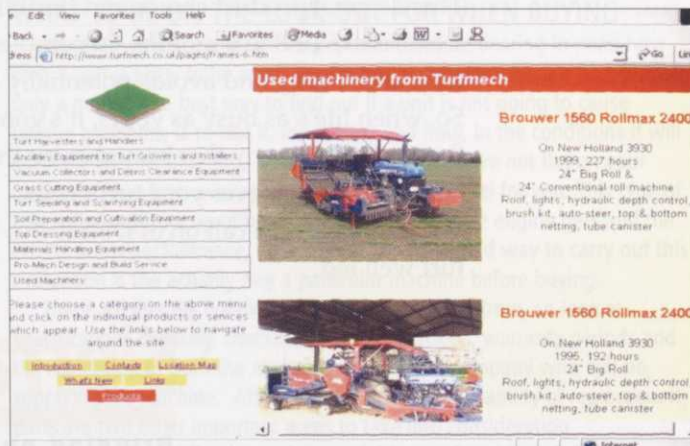 Edit View Favorites Tools Help
Back Search Favorites Media
http://www.turfmech.co.uk/pages/frames-6.htm Go
Used machinery from Turfmech
Turf Harvesters and Handlers
Ancillary Equipment for Turf Growers and Installers
Vacuum Collectors and Debris Clearance Equipment
Grass Cutting Equipment
Turf Seeding and Scarifying Equipment
Soil Preparation and Cultivation Equipment
Top Dressing Equipment
Materials Handling Equipment
Pro-Mech Design and Build Service
Used Machinery
Please choose a category on the above menu
and click on the individual products or services
which appear. Use the links below to navigate
around the site.
Introduction Contacts Location Map
What's New Links
Products
Brouwer 1560 Rollmax 2400
On New Holland 3930
1999, 227 hours
24" Big Roll &
24" Conventional roll machine
Roof, lights, hydraulic depth control,
brush kit, auto-steer, top & bottom
netting, tube canister
Brouwer 1560 Rollmax 2400
On New Holland 3930
1995, 192 hours
24" Big Roll
Roof, lights, hydraulic depth control,
brush kit, auto-steer, top & bottom
netting, tube canister
Internet